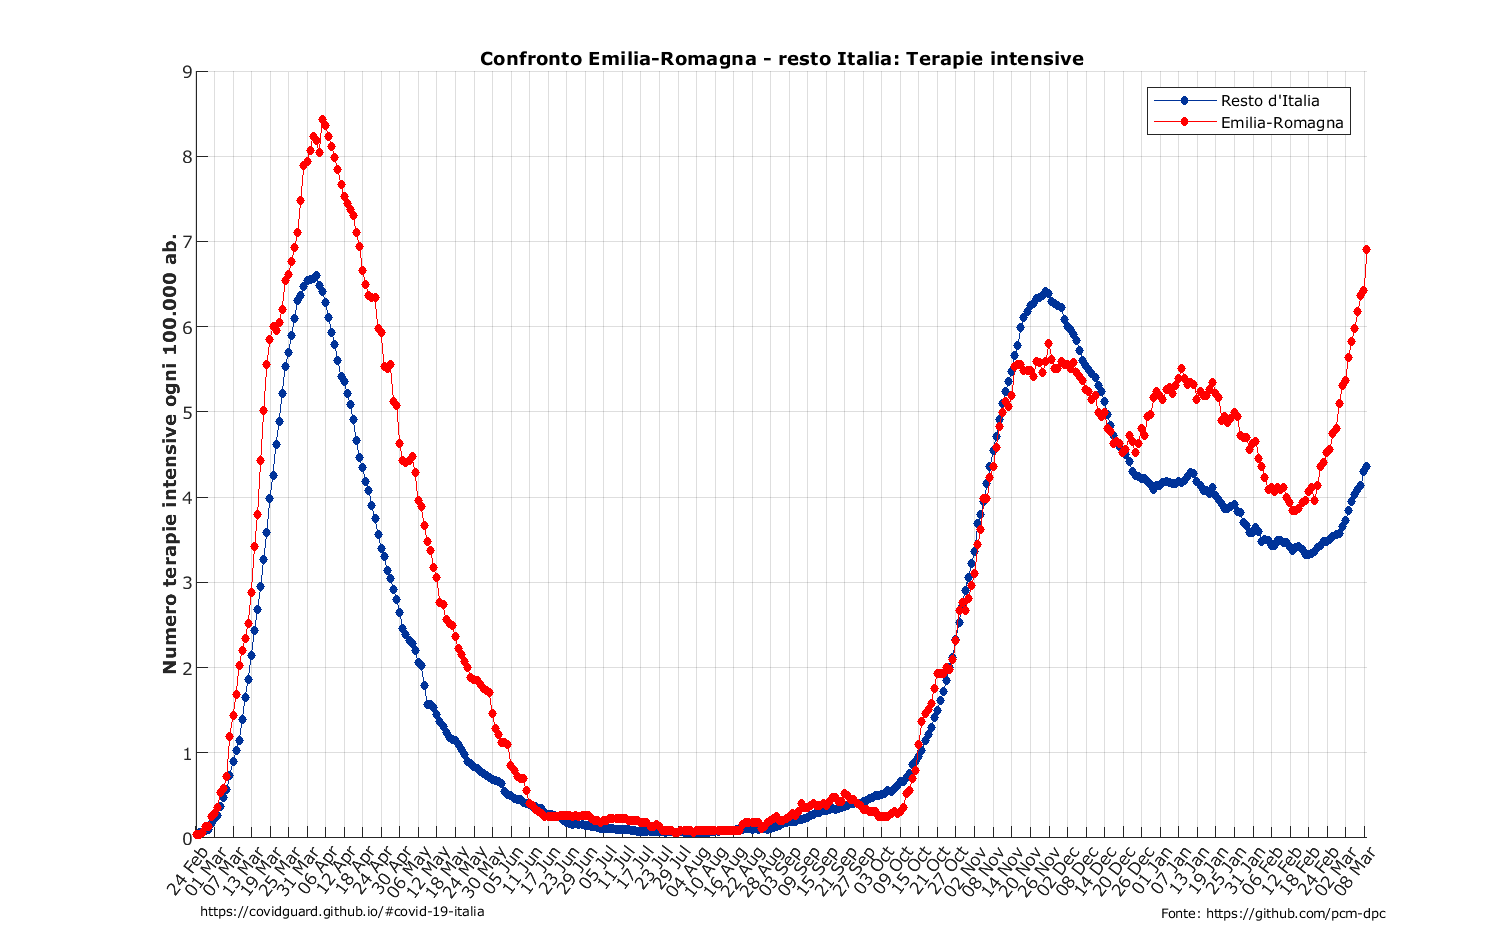 Confronto Emilia-Romagna - resto Italia: Terapie intensive
Numero terapie intensive ogni 100.000 ab.
9
8
7
6
5
4
3
2
1
0
Resto d'Italia
Emilia-Romagna
24 Feb
01 Mar
07 Mar
13 Mar
19 Mar
25 Mar
31 Mar
06 Apr
12 Apr
18 Apr
24 Apr
30 Apr
06 May
12 May
18 May
24 May
30 May
05 Jun
11 Jun
17 Jun
23 Jun
29 Jun
05 Jul
11 Jul
17 Jul
23 Jul
29 Jul
04 Aug
10 Aug
16 Aug
22 Aug
28 Aug
03 Sep
09 Sep
15 Sep
21 Sep
27 Sep
03 Oct
09 Oct
15 Oct
21 Oct
27 Oct
02 Nov
08 Nov
14 Nov
20 Nov
26 Nov
02 Dec
08 Dec
14 Dec
20 Dec
26 Dec
01 Jan
07 Jan
13 Jan
19 Jan
25 Jan
31 Jan
06 Feb
12 Feb
18 Feb
24 Feb
02 Mar
08 Mar
https://covidguard.github.io/#covid-19-italia
Fonte: https://github.com/pcm-dpc